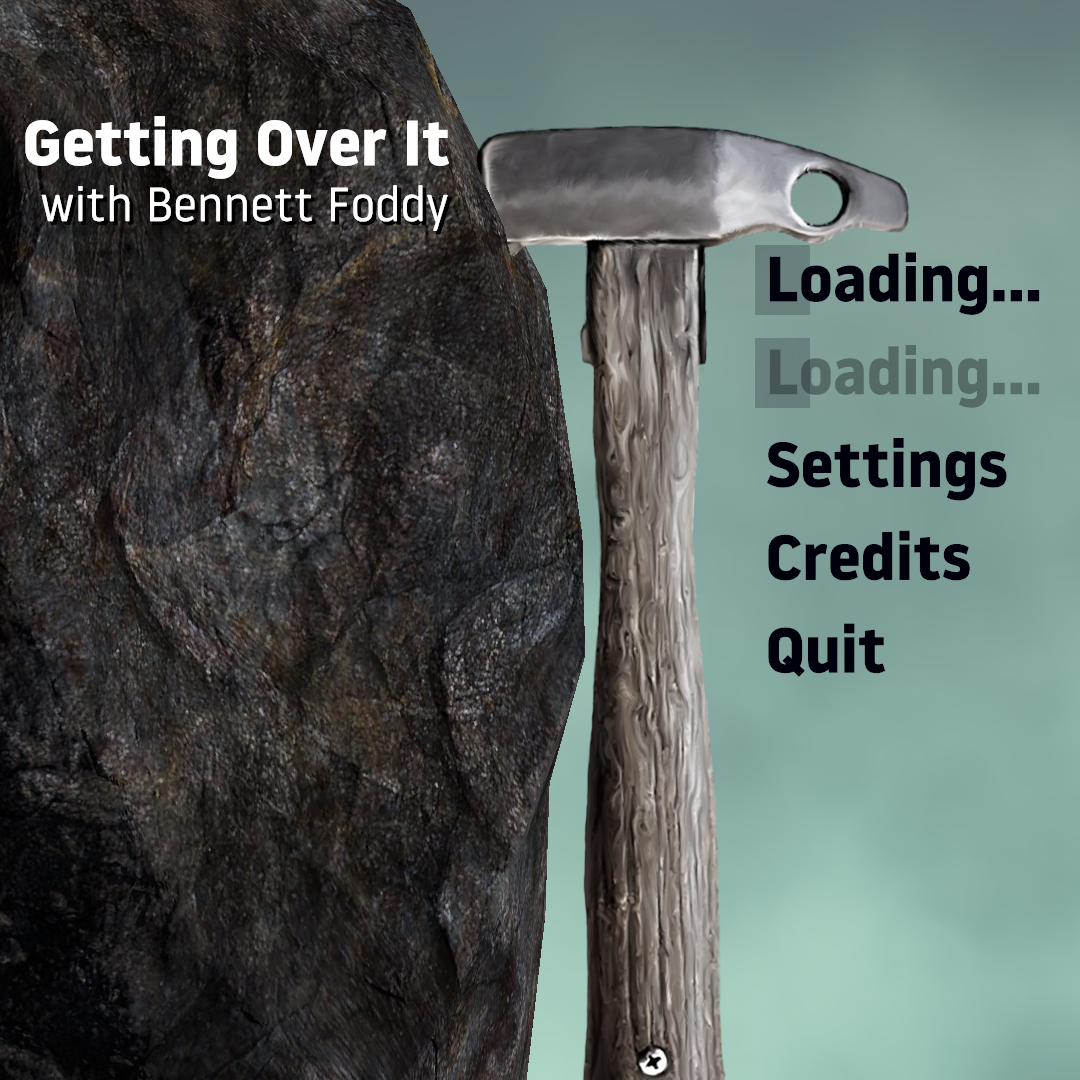 Getting Over It
with Bennett Foddy
Loading...
Loading...
Settings
Credits
Quit